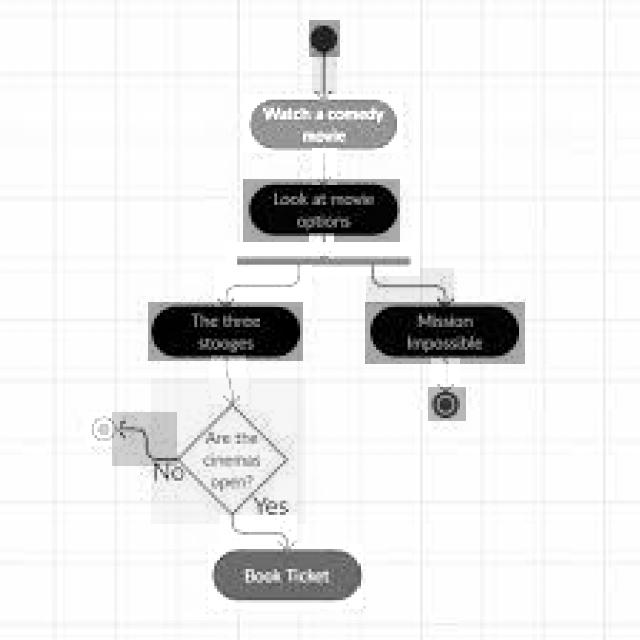 Watch a comedy
movie
Look at movie
options
The three
stooges
Mission
Impossible
Are the
cinemas
open?
No
Yes
Book Ticket